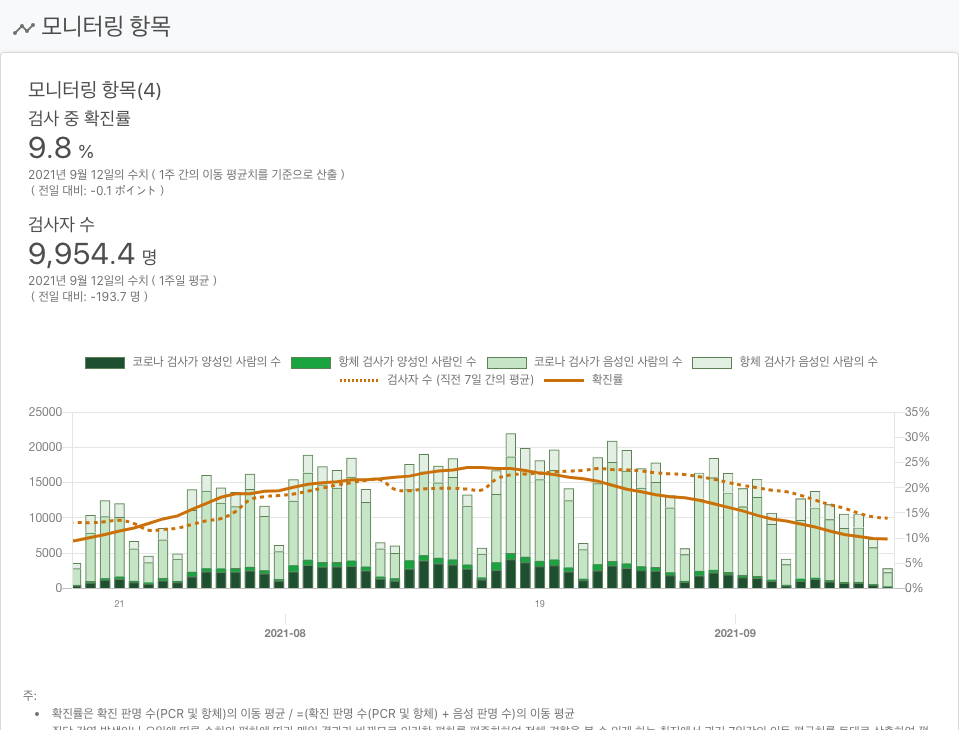 모니터링 항목
모니터링 항목(4)
검사 중 확진률
9.8 %
2021년 9월 12일의 수치 ( 1주 간의 이동 평균치를 기준으로 산출 )
( 전일 대비: -0.1 ポイント )
검사자 수
9,954.4 명
2021년 9월 12일의 수치 ( 1주일 평균 )
( 전일 대비: -193.7 명 )
코로나 검사가 양성인 사람의 수 항체 검사가 양성인 사람인 수 코로나 검사가 음성인 사람의 수 항체 검사가 음성인 사람의 수
검사자 수 (직전 7일 간의 평균) 확진률
25000 35%
30%
20000
25%
15000 20%
15%
10000
10%
5000
5%
0 0%
21 19
2021-08 2021-09
주:
• 확진률은 확진 판명 수(PCR 및 항체)의 이동 평균 / =(확진 판명 수(PCR 및 항체) + 음성 판명 수)의 이동 평균